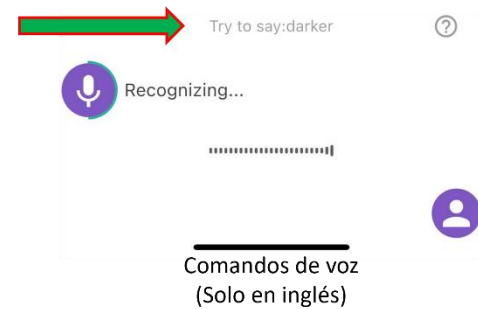 Try to say:darker
Recognizing...
Comandos de voz
(Solo en inglés)